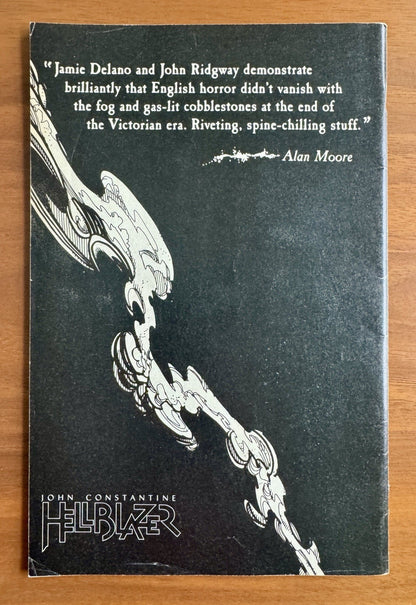 “Jamie Delano and John Ridgway demonstrate
brilliantly that English horror didn't vanish with
the fog and gas-lit cobblestones at the end of
the Victorian era. Riveting, spine-chilling stuff.”
Alan Moore
JOHN CONSTANTINE
HELLBLAZER